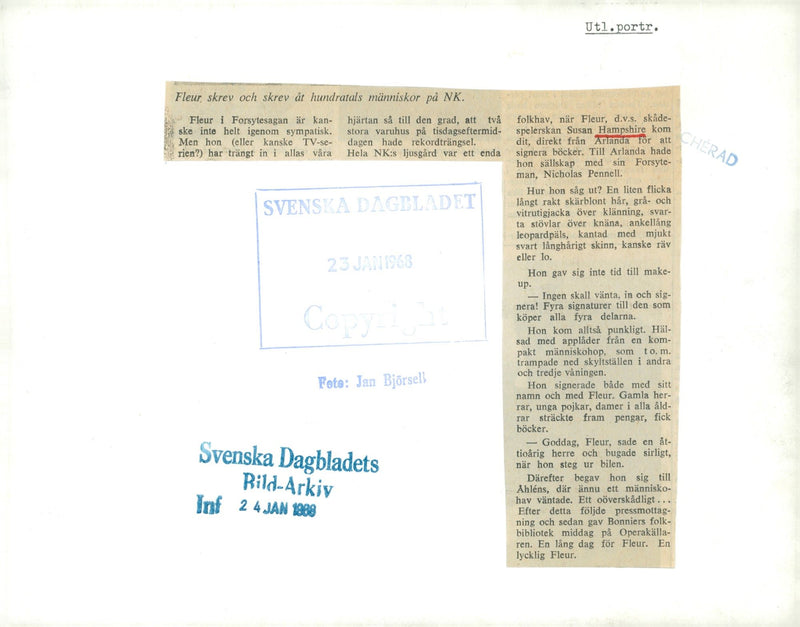 Utl.portr.
Fleur skrev och skrev åt hundratals människor på NK.
Fleur i Forsytesagan är kan-
ske inte helt igenom sympatisk.
Men hon (eller kanske TV-se-
rien?) har trängt in i allas våra
hjärtan så till den grad, att två
stora varuhus på tisdagseftermid-
dagen hade rekordträngsel.
Hela NK:s ljusgård var ett enda
folkhav, när Fleur, d.v.s. skåde-
spelerskan Susan Hampshire kom
dit, direkt från Arlanda för att
signera böcker. Till Arlanda hade
hon sällskap med sin Forsyte-
man, Nicholas Pennell.
Hur hon såg ut? En liten flicka
långt rakt skärblont hår, grå- och
vitrutigjacka över klänning, svar-
ta stövlar över knäna, ankellång
leopardpäls, kantad med mjukt
svart långhårigt skinn, kanske räv
eller lo.
Hon gav sig inte tid till make-
up.
— Ingen skall vänta, in och sig-
nera! Fyra signaturer till den som
köper alla fyra delarna.
Hon kom alltså punkligt. Häl-
sad med applåder från en kom-
pakt människohop, som t o. m.
trampade ned skyltställen i andra
och tredje våningen.
Hon signerade både med sitt
namn och med Fleur. Gamla her-
rar, unga pojkar, damer i alla åld-
rar sträckte fram pengar, fick
böcker.
— Goddag, Fleur, sade en åt-
tioårig herre och bugade sirligt,
när hon steg ur bilen.
Därefter begav hon sig till
Åhléns, där ännu ett människo-
hav väntade. Ett oöverskådligt ...
Efter detta följde pressmottag-
ning och sedan gav Bonniers folk-
bibliotek middag på Operakälla-
ren. En lång dag för Fleur. En
lycklig Fleur.
CHERAD
SVENSKA DAGBLADET
23 JAN 1968
Copyright
Foto: Jan Björsell
Svenska Dagbladets
Bild-Arkiv
Inf 24 JAN 1968